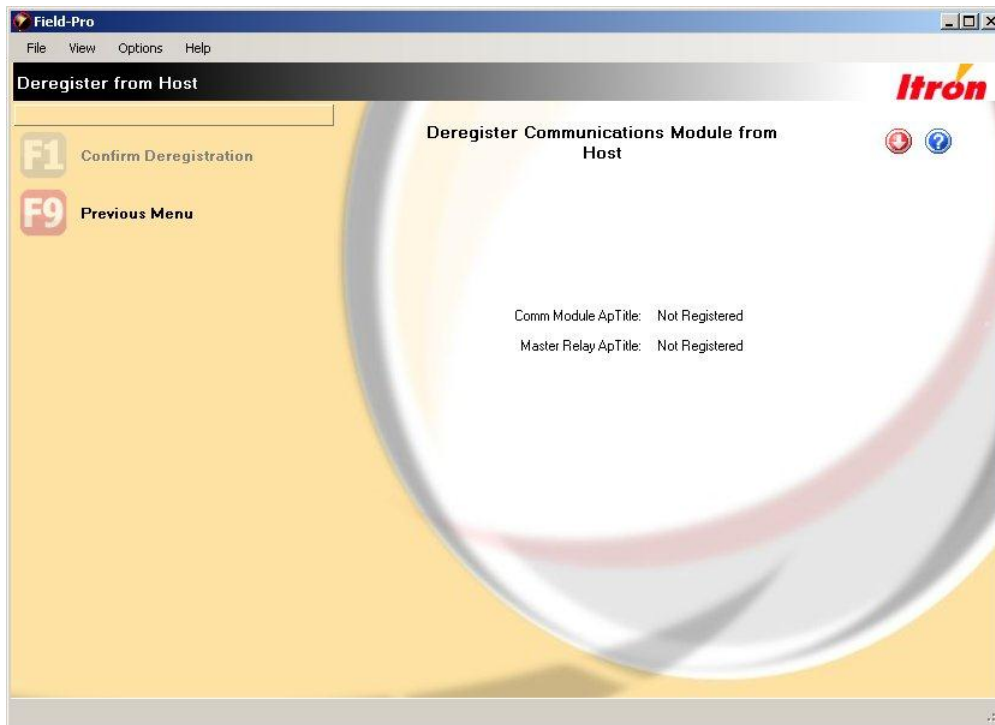 Field-Pro
File View Options Help
Deregister from Host
Itron
F1 Confirm Deregistration
F9 Previous Menu
Deregister Communications Module from
Host
?
Comm Module ApTitle: Not Registered
Master Relay ApTitle: Not Registered